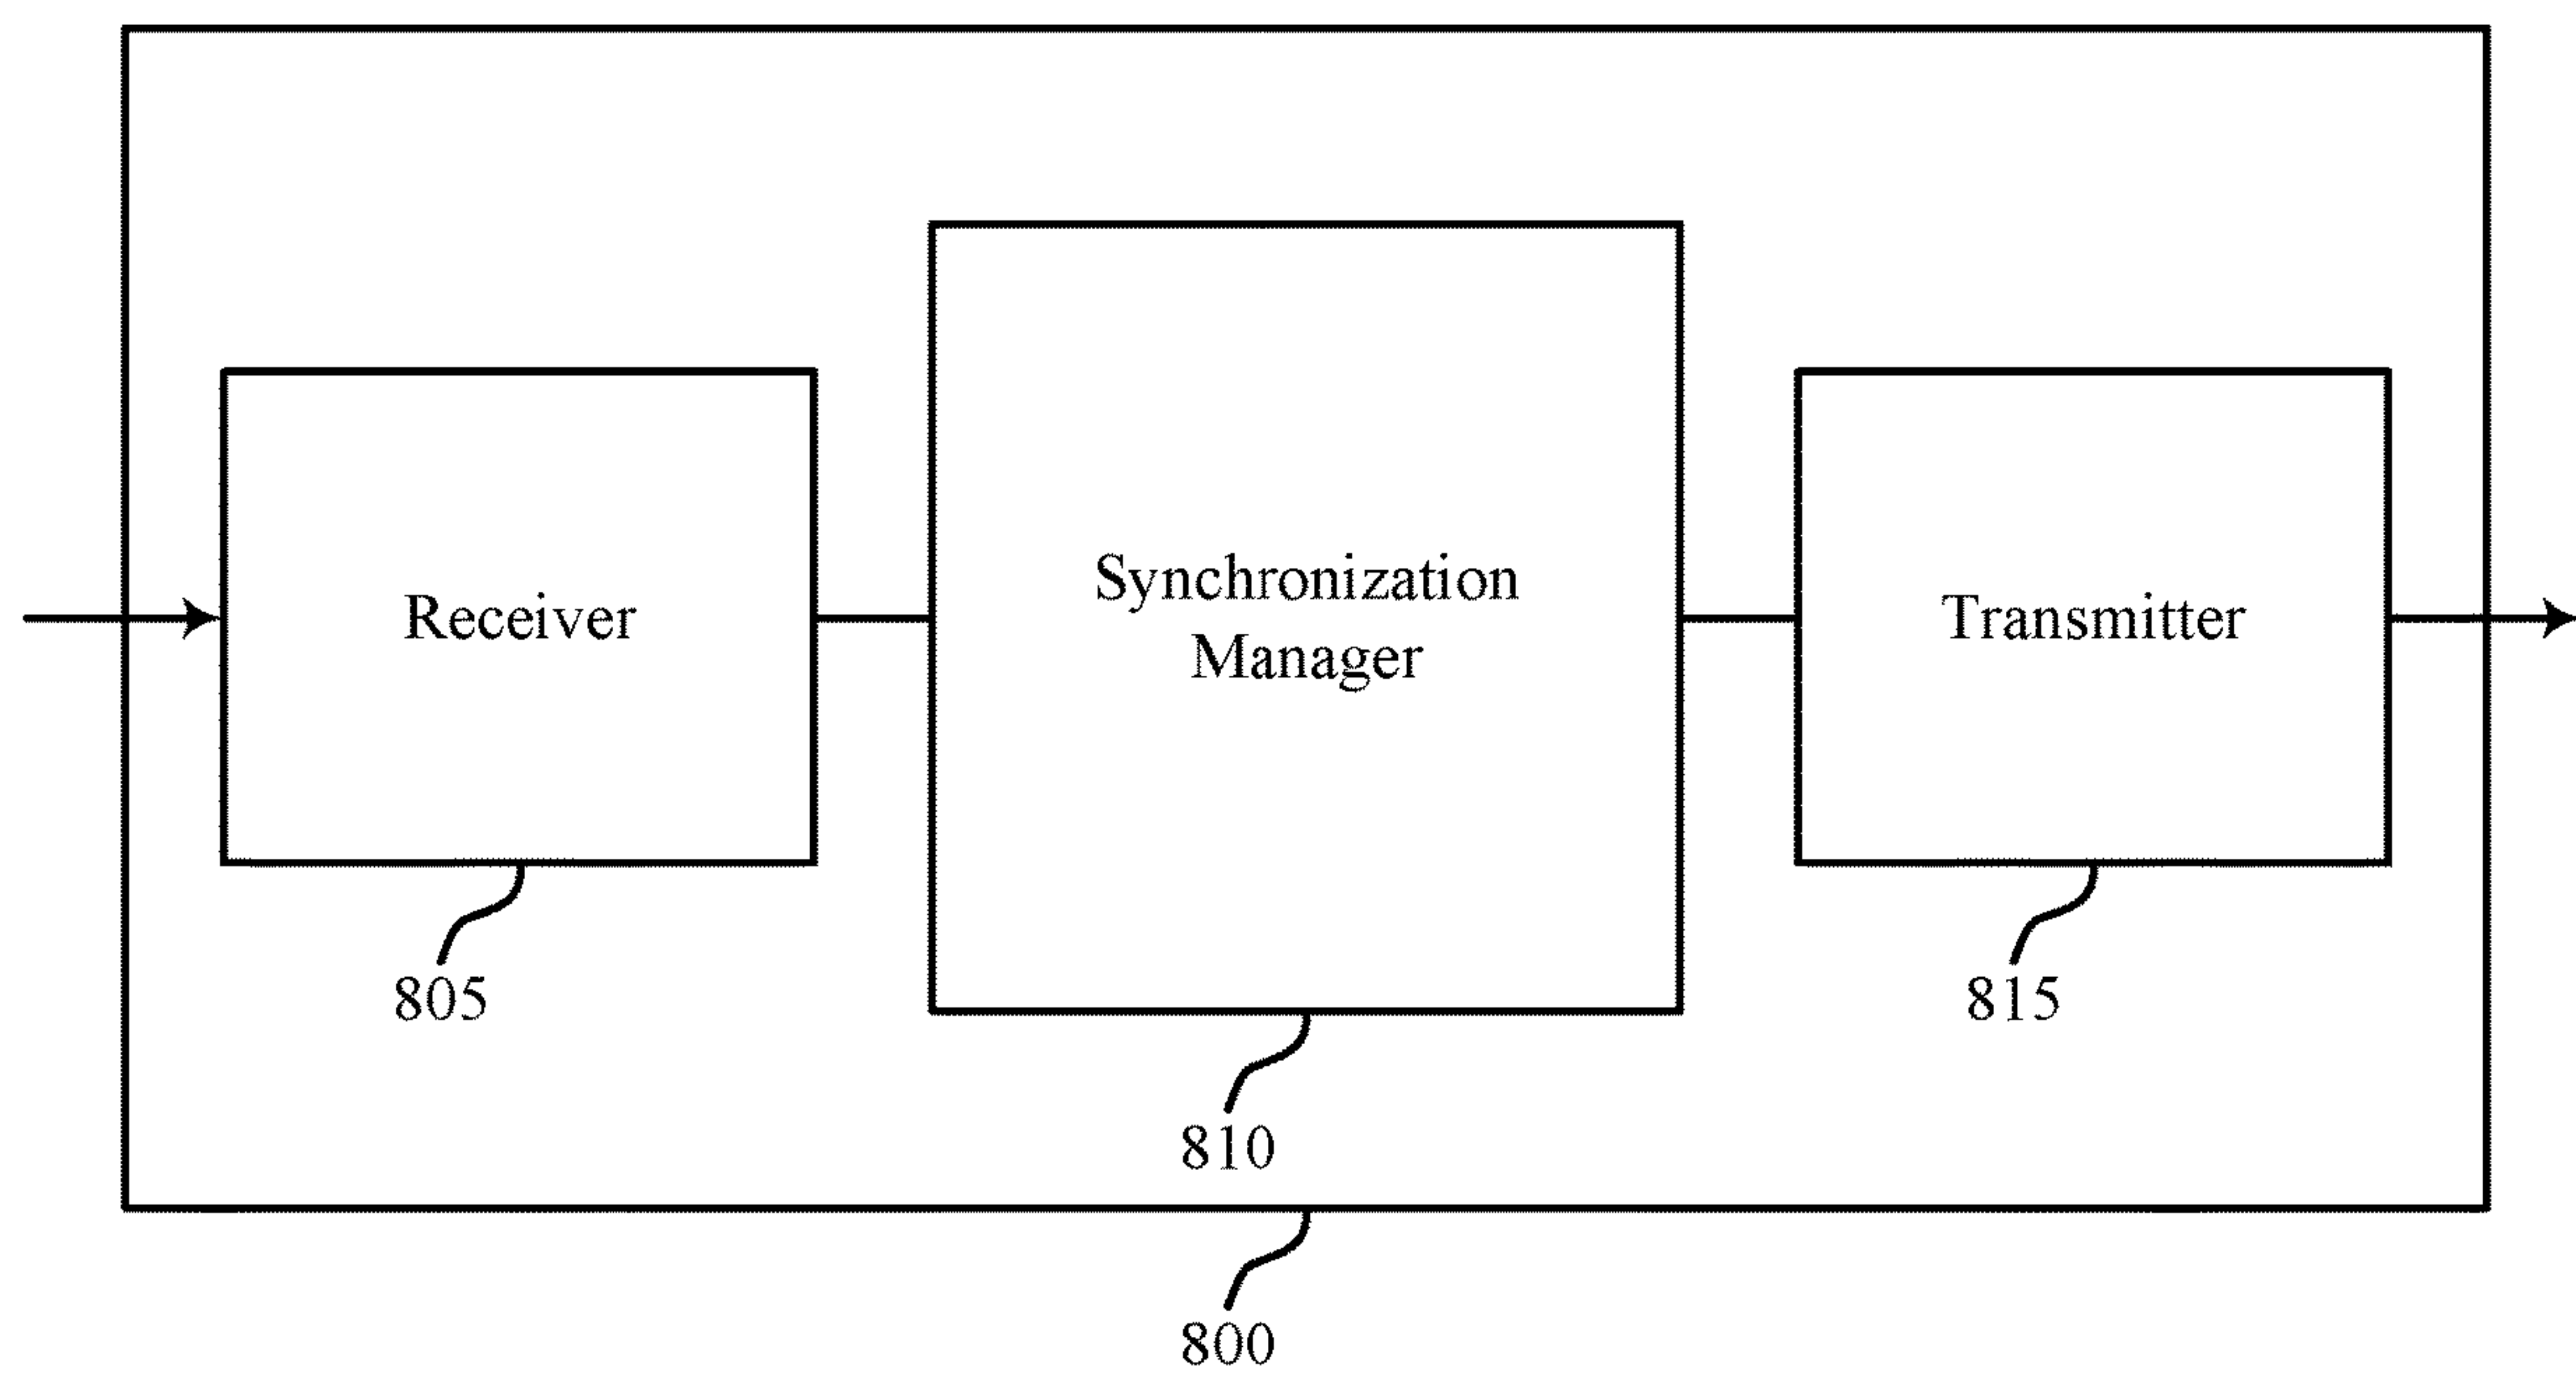 Receiver
Synchronization
Manager
Transmitter
805
815
810
800